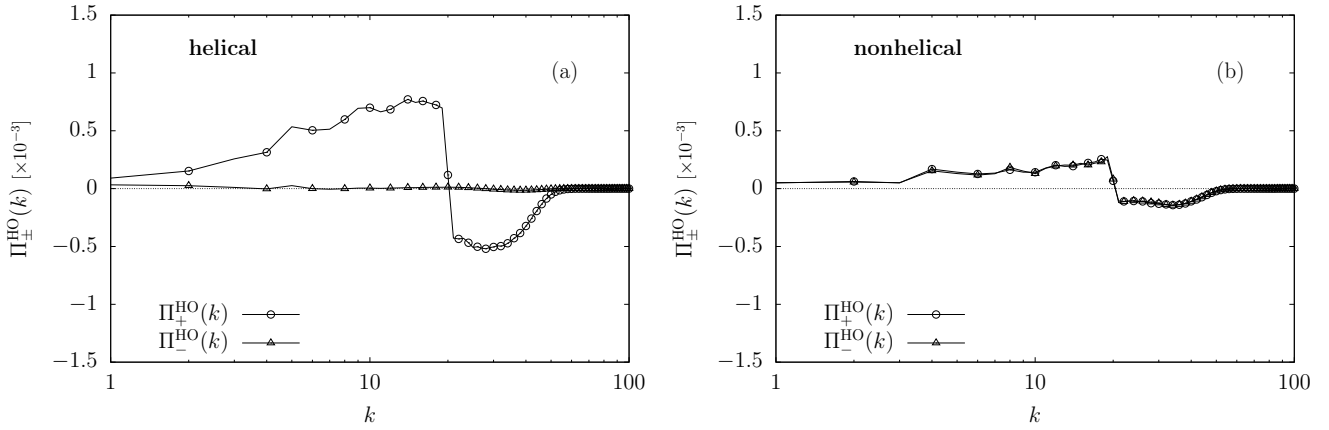 1.5
1
0.5
0
−0.5
−1
−1.5
Π±^HO(k) [×10⁻³]
helical
(a)
Π₊^HO(k)
Π₋^HO(k)
1 10 100
k
1.5
1
0.5
0
−0.5
−1
−1.5
Π±^HO(k) [×10⁻³]
nonhelical
(b)
Π₊^HO(k)
Π₋^HO(k)
1 10 100
k